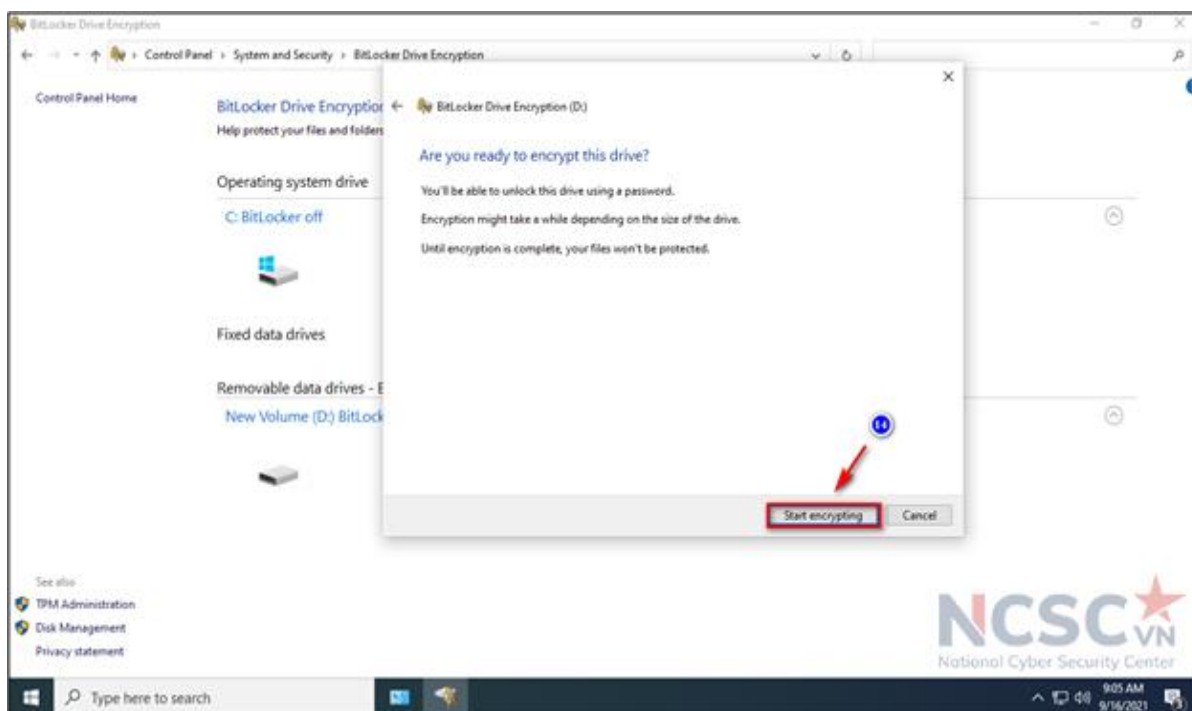 BitLocker Drive Encryption
Control Panel › System and Security › BitLocker Drive Encryption
Control Panel Home
BitLocker Drive Encryption
Help protect your files and folders
Operating system drive
C: BitLocker off
Fixed data drives
Removable data drives - B
New Volume (D:) BitLock
BitLocker Drive Encryption (D:)
Are you ready to encrypt this drive?
You'll be able to unlock this drive using a password.
Encryption might take a while depending on the size of the drive.
Until encryption is complete, your files won't be protected.
Start encrypting
Cancel
See also
TPM Administration
Disk Management
Privacy statement
NCSC
VN
National Cyber Security Center
Type here to search
9:05 AM
9/16/2021